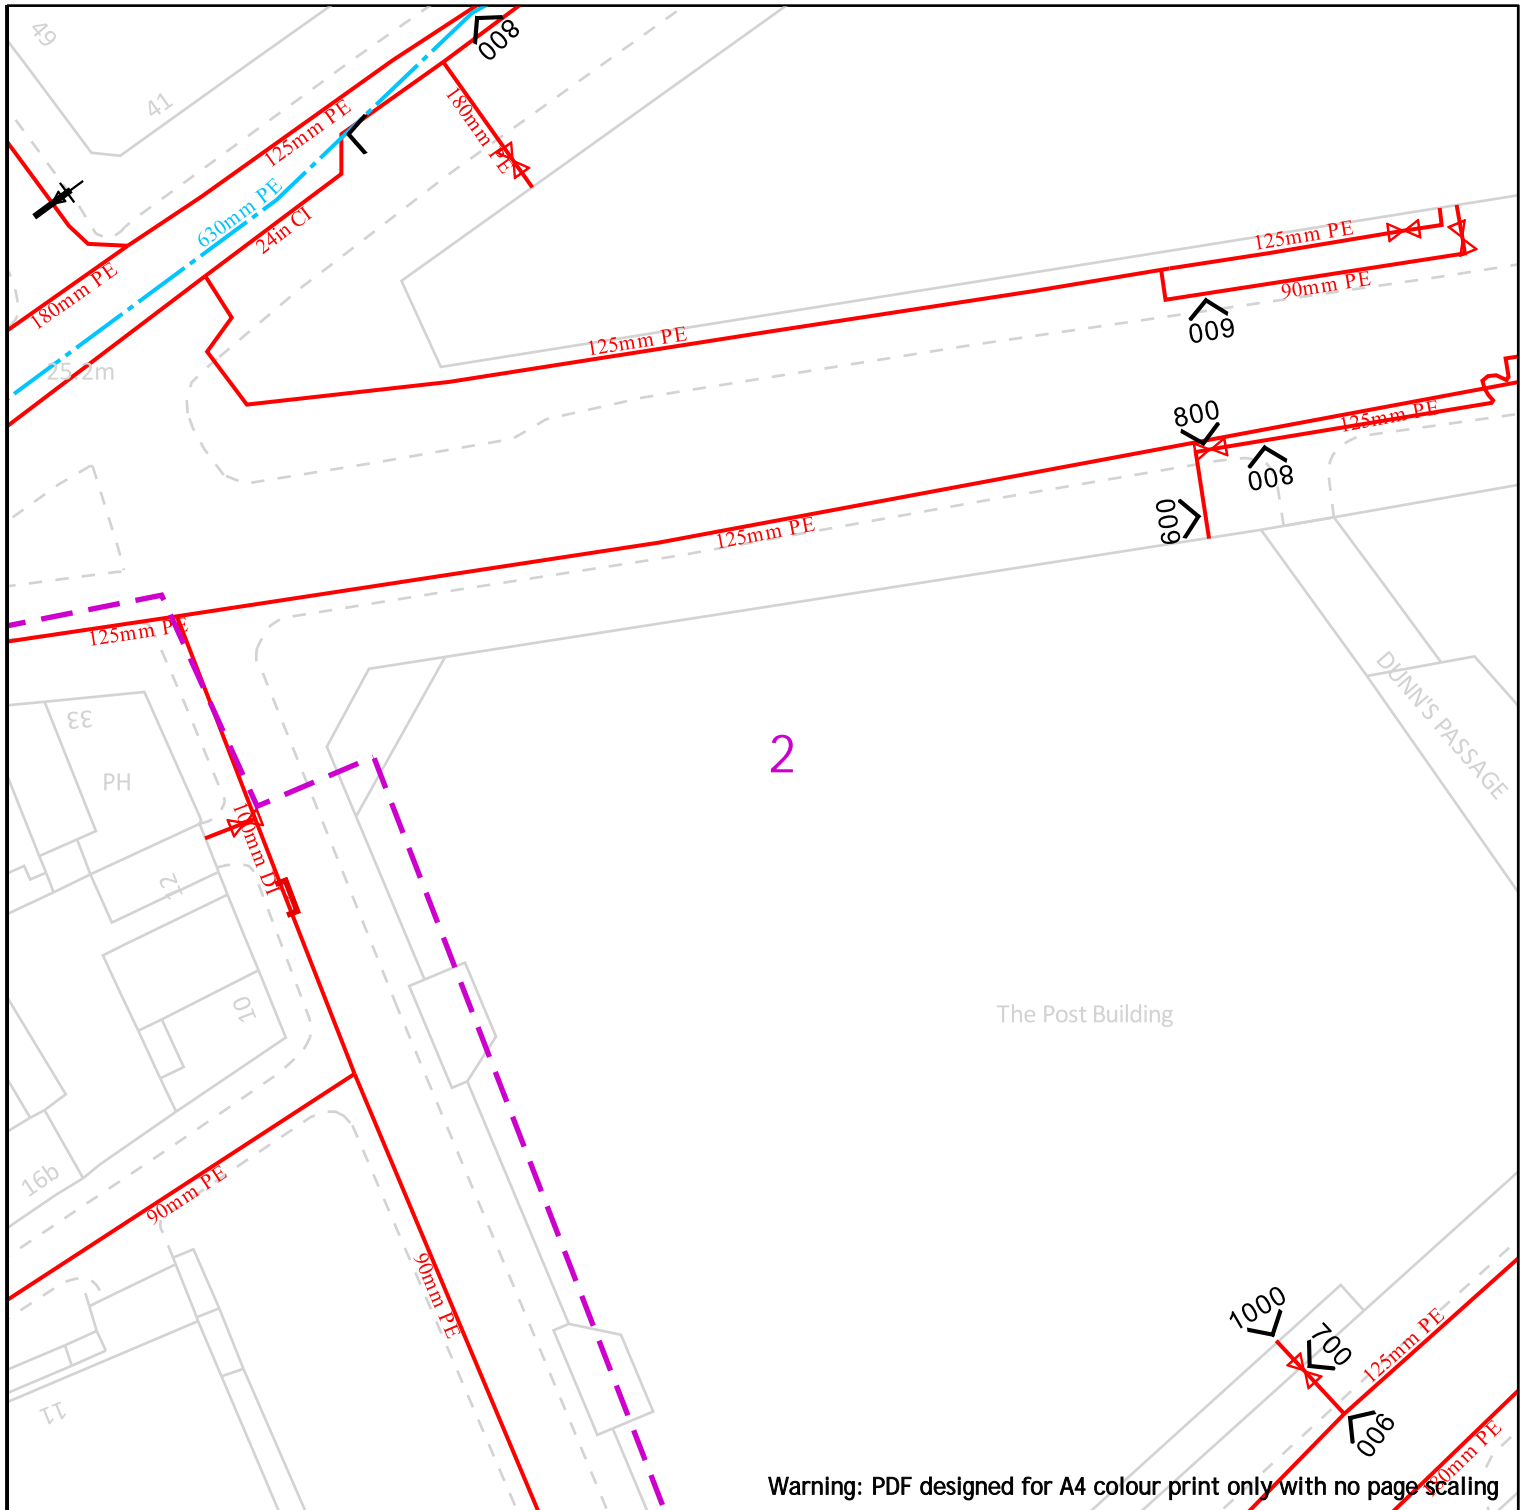 49
008
41
125mm PE
180mm PE
630mm PE
24in CI
180mm PE
25.2m
125mm PE
125mm PE
90mm PE
009
800
125mm PE
008
009
125mm PE
125mm PE
33
PH
2
DUNN'S PASSAGE
100mm DI
12
10
The Post Building
16b
90mm PE
90mm PE
11
1000
700
125mm PE
006
Warning: PDF designed for A4 colour print only with no page scaling